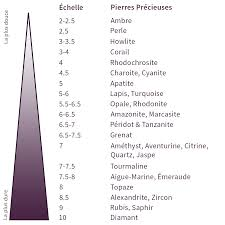 Échelle Pierres Précieuses
La plus douce
2-2.5 Ambre
2.5 Perle
3-3.5 Howlite
3-4 Corail
4 Rhodochrosite
4.5 Charoite, Cyanite
5 Apatite
5-6 Lapis, Turquoise
5.5-6.5 Opale, Rhodonite
6-6.5 Amazonite, Marcasite
6.5-7 Péridot & Tanzanite
6.5-7.5 Grenat
7 Améthyst, Aventurine, Citrine,
Quartz, Jaspe
7-7.5 Tourmaline
7.5-8 Aigue-Marine, Émeraude
8 Topaze
8.5 Alexandrite, Zircon
9 Rubis, Saphir
10 Diamant
La plus dure